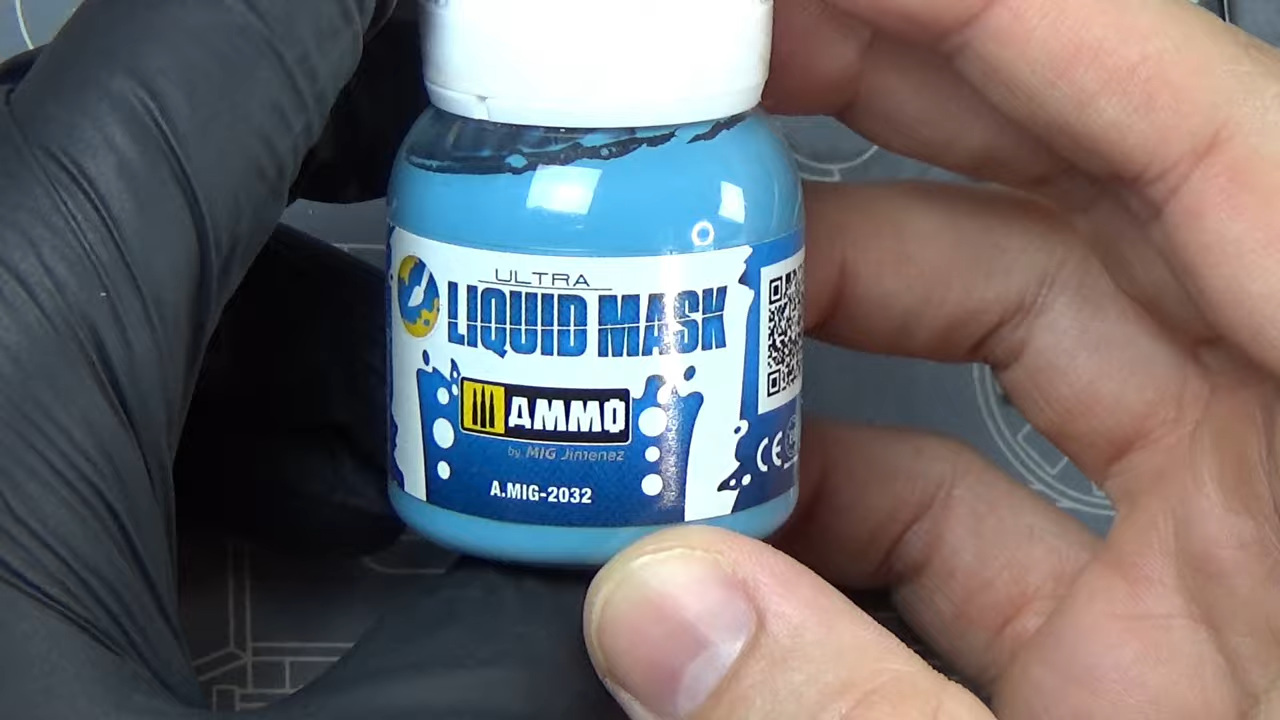 ULTRA
LIQUID MASK
AMMO
by MIG Jimenez
A.MIG-2032
CE